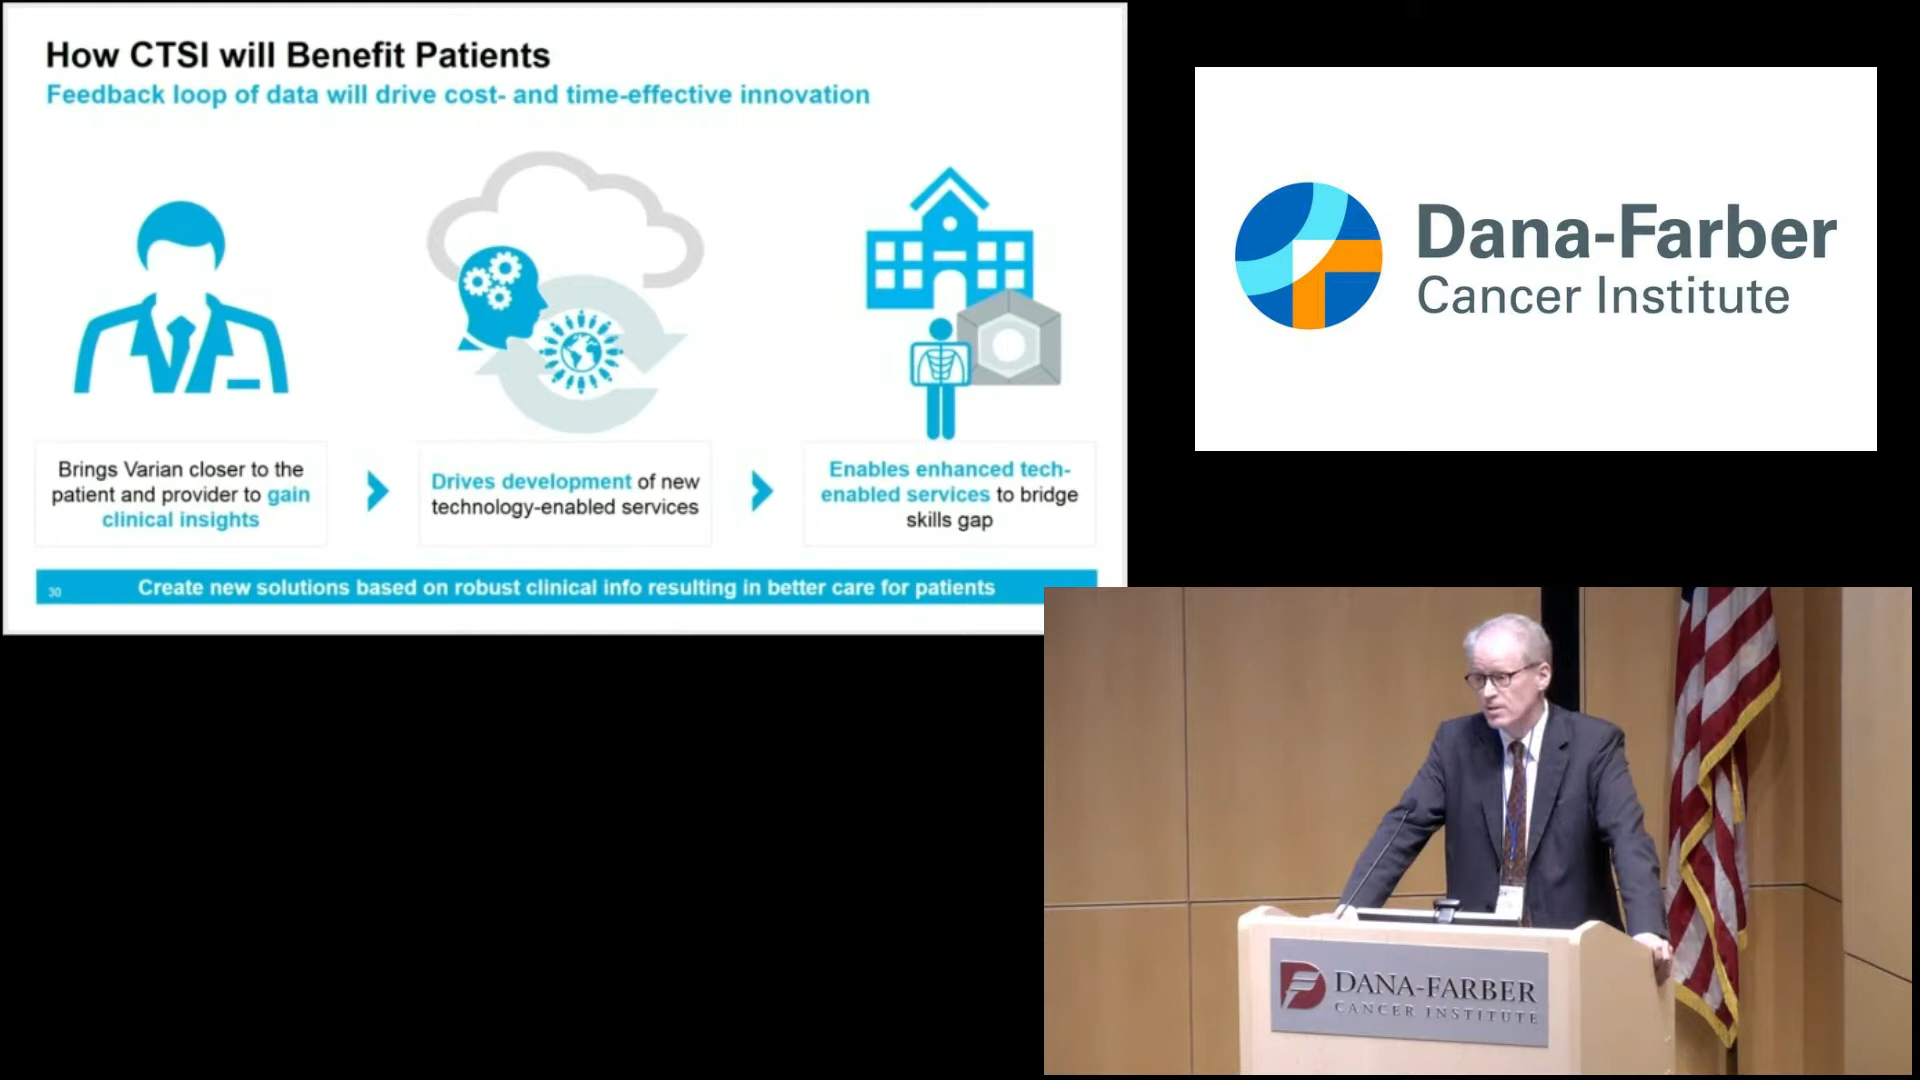 How CTSI will Benefit Patients
Feedback loop of data will drive cost- and time-effective innovation
Brings Varian closer to the
patient and provider to gain
clinical insights
Drives development of new
technology-enabled services
Enables enhanced tech-
enabled services to bridge
skills gap
30
Create new solutions based on robust clinical info resulting in better care for patients
Dana-Farber
Cancer Institute
DANA-FARBER
CANCER INSTITUTE